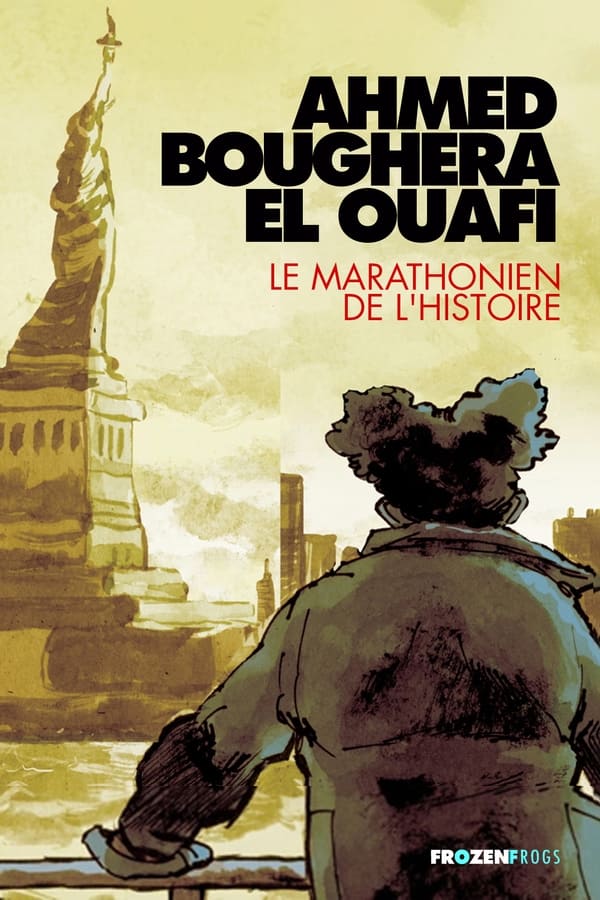 AHMED
BOUGHERA
EL OUAFI
LE MARATHONIEN
DE L'HISTOIRE
FROZENFROGS